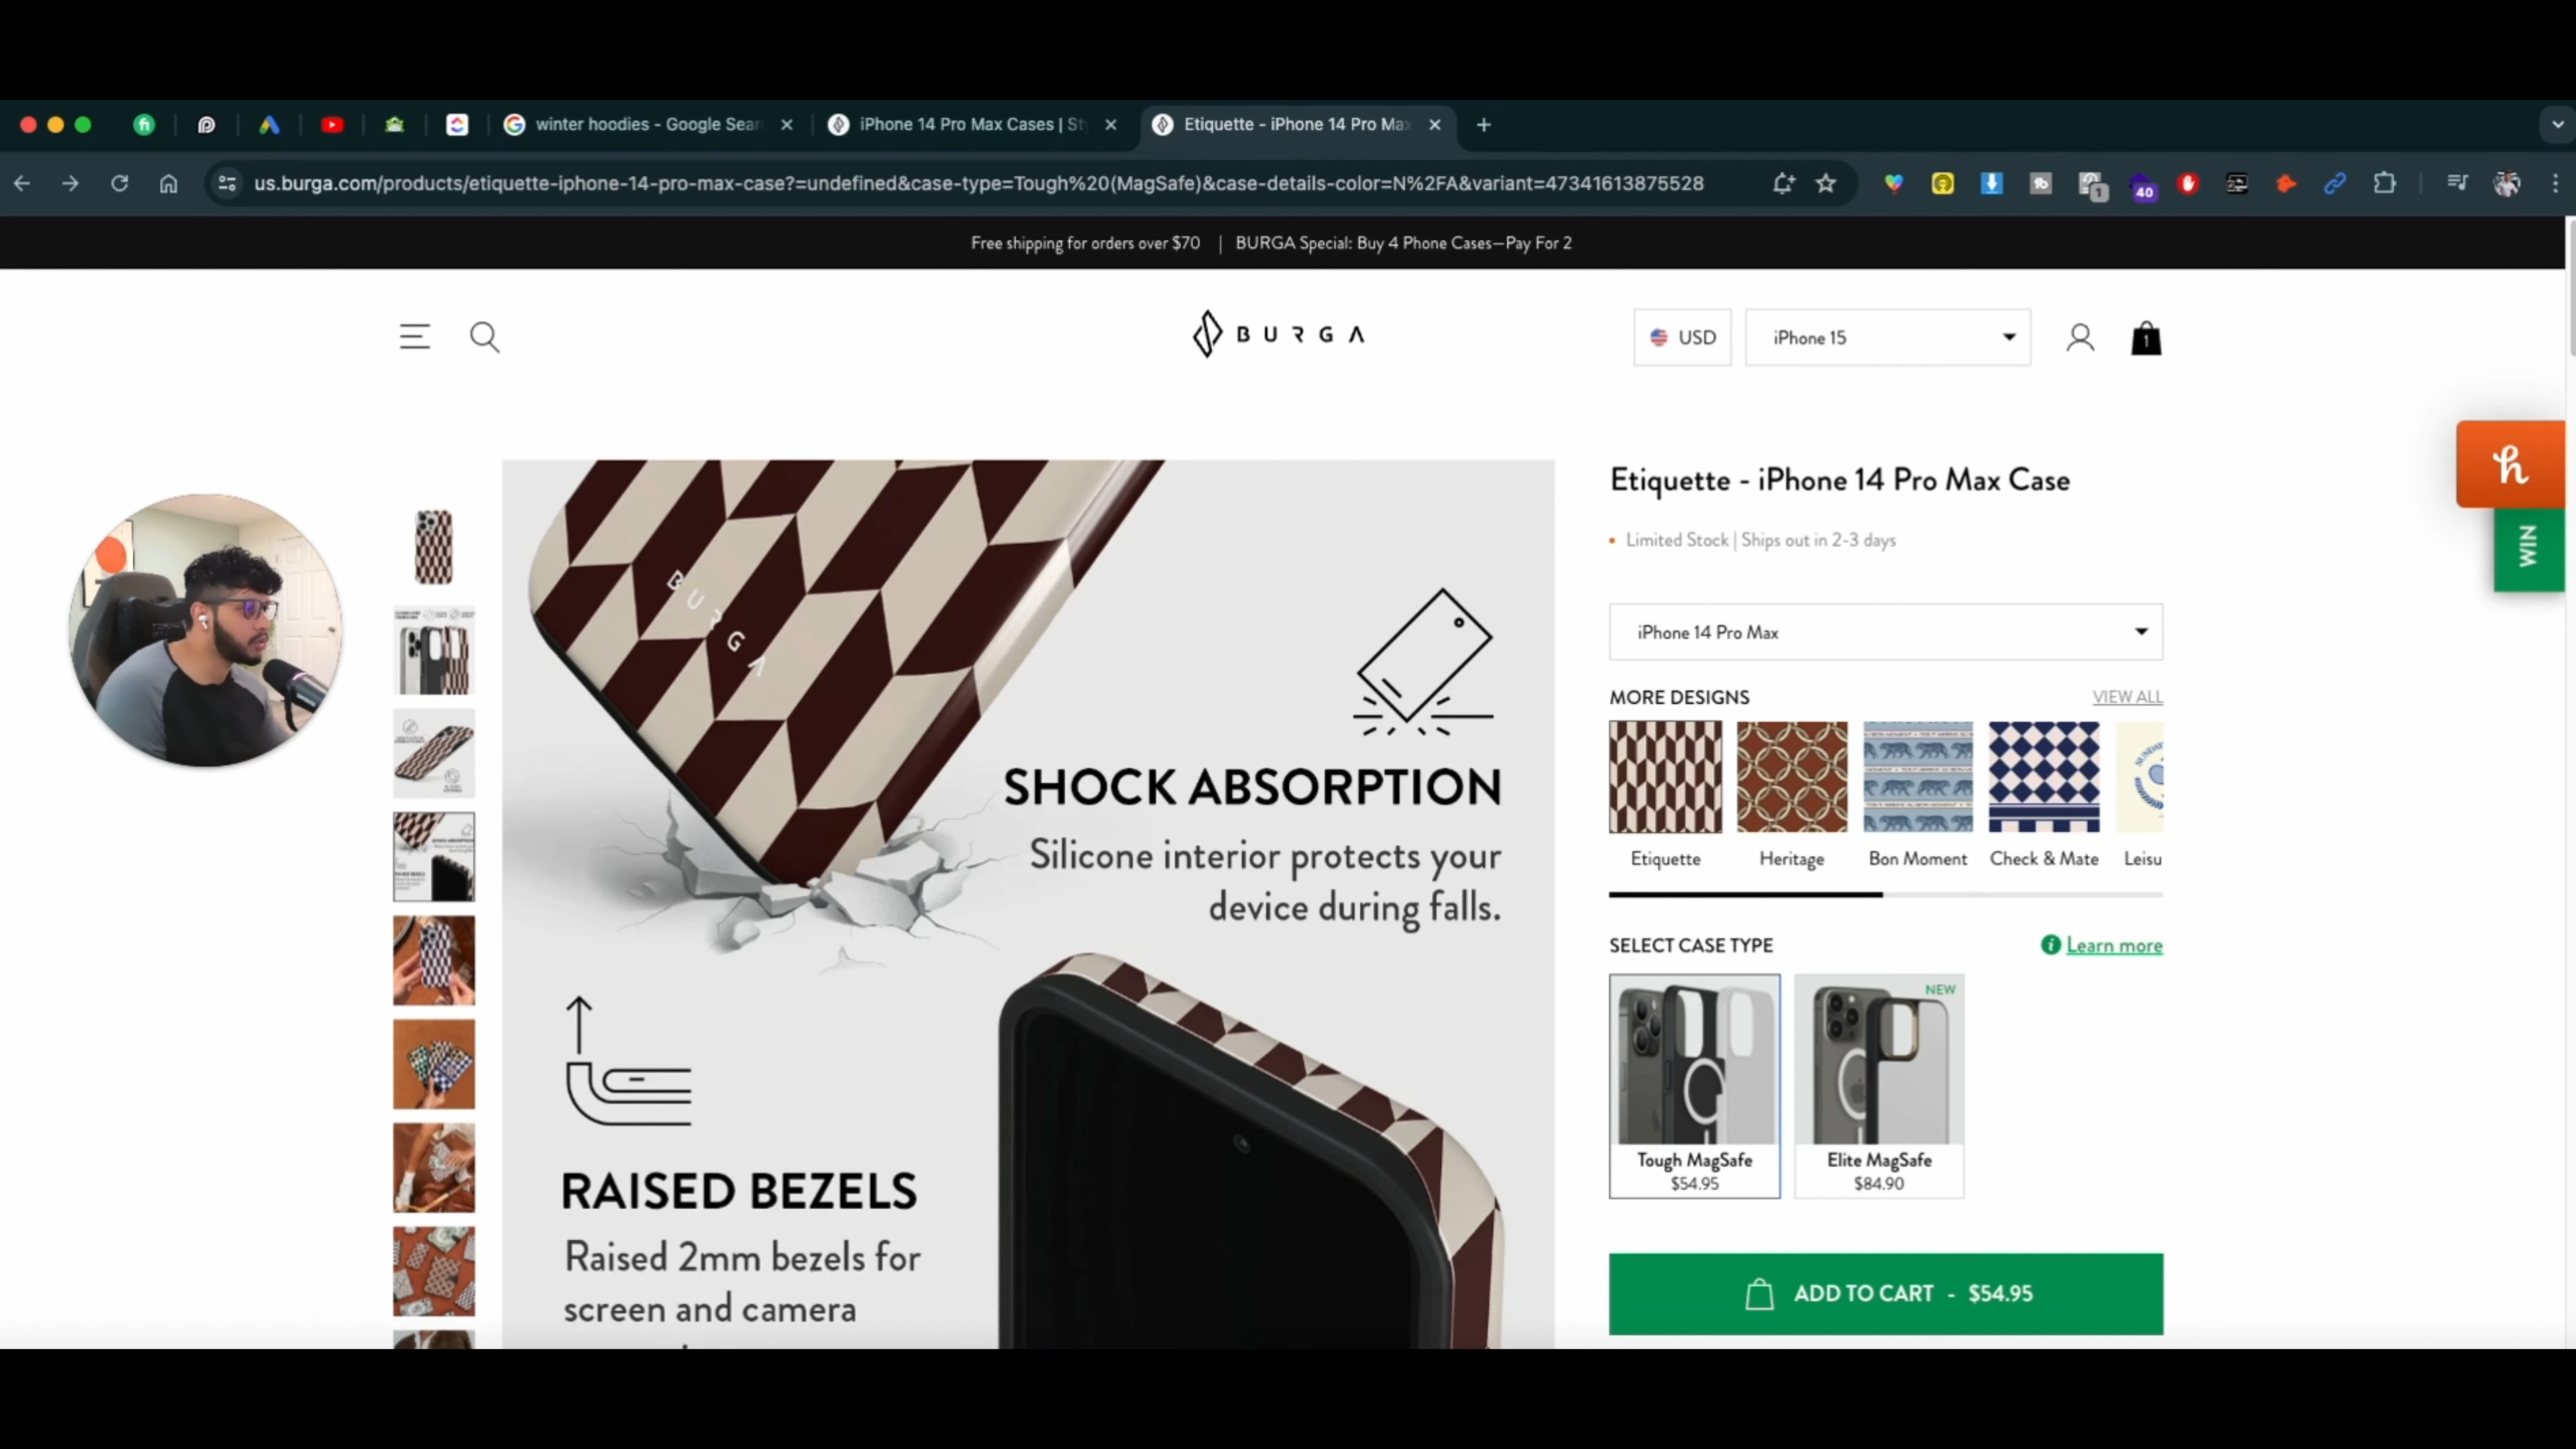 winter hoodies - Google Sear
iPhone 14 Pro Max Cases | St
Etiquette - iPhone 14 Pro Max
us.burga.com/products/etiquette-iphone-14-pro-max-case?=undefined&case-type=Tough%20(MagSafe)&case-details-color=N%2FA&variant=47341613875528
1
40
Free shipping for orders over $70 | BURGA Special: Buy 4 Phone Cases—Pay For 2
BURGA
USD
iPhone 15
1
h
WIN
Etiquette - iPhone 14 Pro Max Case
Limited Stock | Ships out in 2-3 days
iPhone 14 Pro Max
MORE DESIGNS
VIEW ALL
Etiquette
Heritage
Bon Moment
Check & Mate
Leisu
SELECT CASE TYPE
Learn more
NEW
Tough MagSafe
$54.95
Elite MagSafe
$84.90
ADD TO CART - $54.95
BURGA
SHOCK ABSORPTION
Silicone interior protects your
device during falls.
RAISED BEZELS
Raised 2mm bezels for
screen and camera